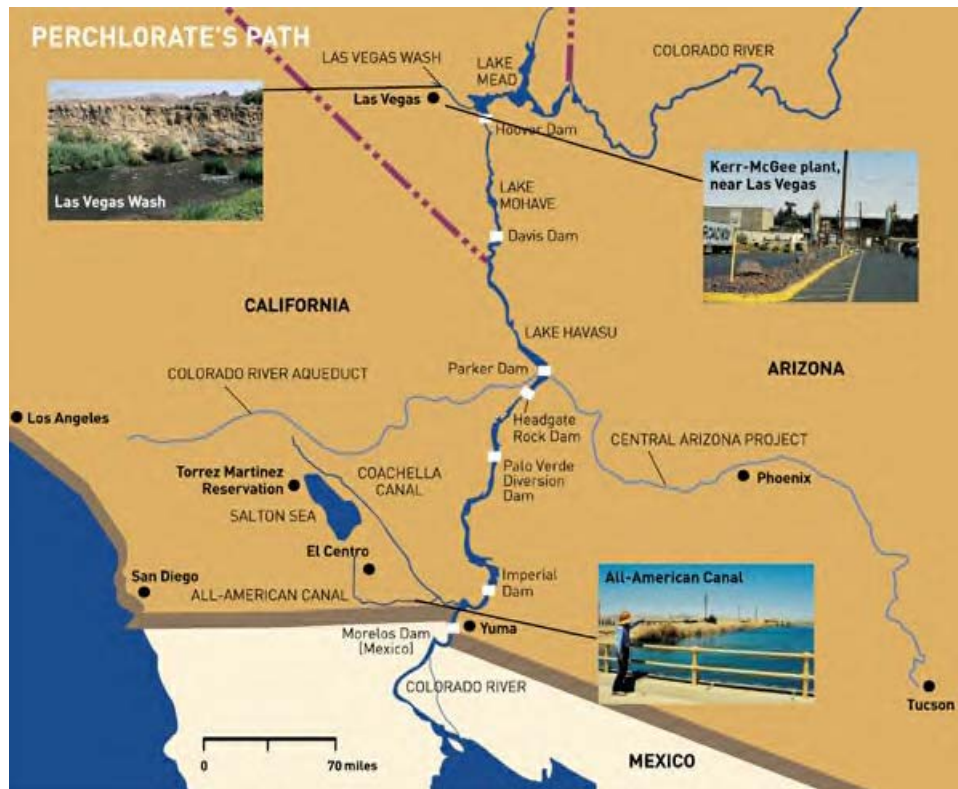 PERCHLORATE'S PATH
LAS VEGAS WASH
LAKE
MEAD
COLORADO RIVER
Las Vegas
Hoover Dam
Las Vegas Wash
Kerr-McGee plant,
near Las Vegas
ROADWAY
LAKE
MOHAVE
Davis Dam
CALIFORNIA
LAKE HAVASU
Parker Dam
ARIZONA
COLORADO RIVER AQUEDUCT
Los Angeles
Headgate
Rock Dam
CENTRAL ARIZONA PROJECT
Torrez Martinez
Reservation
COACHELLA
CANAL
Palo Verde
Diversion
Dam
Phoenix
SALTON SEA
El Centro
San Diego
ALL-AMERICAN CANAL
Imperial
Dam
All-American Canal
Morelos Dam
(Mexico)
Yuma
COLORADO RIVER
Tucson
0
70 miles
MEXICO